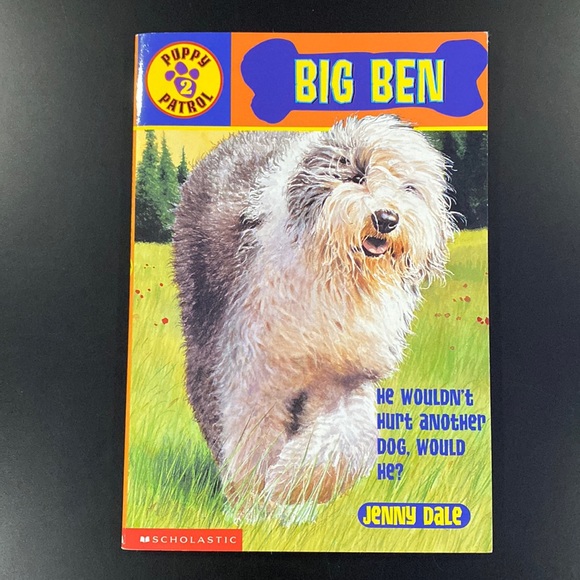 PUPPY
2
PATROL
BIG BEN
He WOULDN't
Hurt another
DOG, WOULD
He?
Jenny Dale
SCHOLASTIC